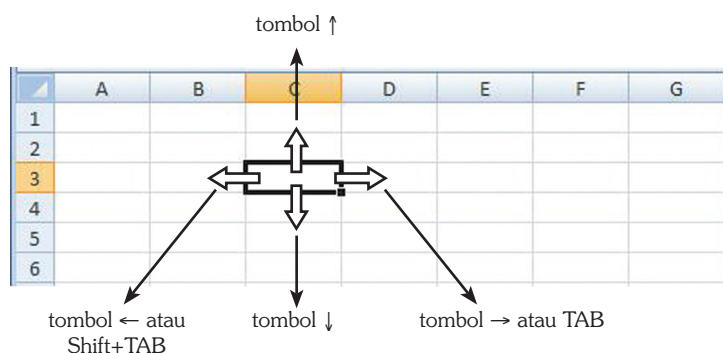 tombol ↑
A B C D E F G
1
2
3
4
5
6
tombol ← atau
Shift+TAB
tombol ↓
tombol → atau TAB